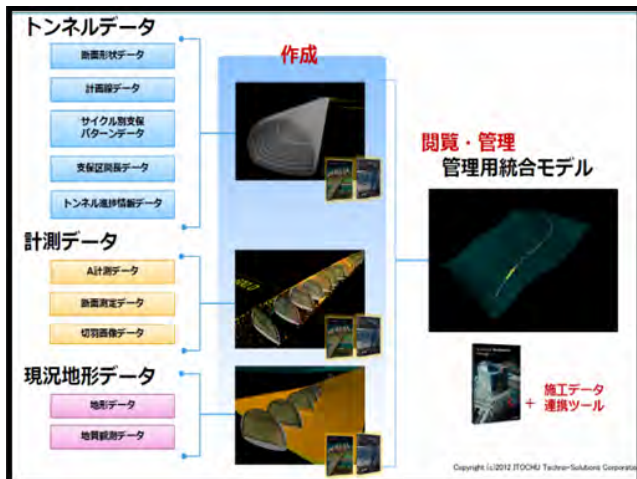 トンネルデータ
断面形状データ
計画線データ
サイクル別支保
パターンデータ
支保区間長データ
トンネル進捗情報データ
計測データ
A計測データ
断面測定データ
切羽画像データ
現況地形データ
地形データ
地質観測データ
作成
閲覧・管理
管理用統合モデル
+ 施工データ
連携ツール
Copyright (c)2012 ITOCHU Techno-Solutions Corporation